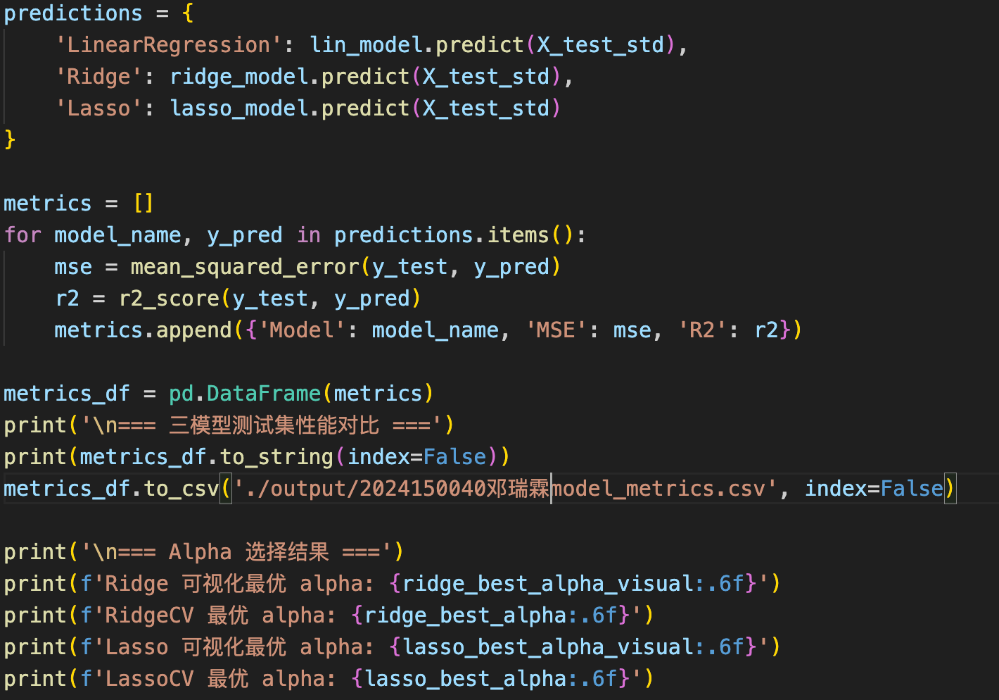 predictions = {
    'LinearRegression': lin_model.predict(X_test_std),
    'Ridge': ridge_model.predict(X_test_std),
    'Lasso': lasso_model.predict(X_test_std)
}
metrics = []
for model_name, y_pred in predictions.items():
    mse = mean_squared_error(y_test, y_pred)
    r2 = r2_score(y_test, y_pred)
    metrics.append({'Model': model_name, 'MSE': mse, 'R2': r2})
metrics_df = pd.DataFrame(metrics)
print('\n=== 三模型测试集性能对比 ===')
print(metrics_df.to_string(index=False))
metrics_df.to_csv('./output/2024150040邓瑞霖model_metrics.csv', index=False)
print('\n=== Alpha 选择结果 ===')
print(f'Ridge 可视化最优 alpha: {ridge_best_alpha_visual:.6f}')
print(f'RidgeCV 最优 alpha: {ridge_best_alpha:.6f}')
print(f'Lasso 可视化最优 alpha: {lasso_best_alpha_visual:.6f}')
print(f'LassoCV 最优 alpha: {lasso_best_alpha:.6f}')